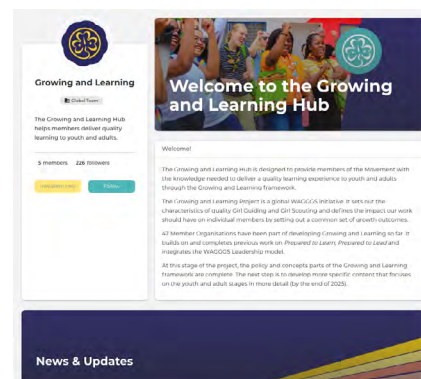 Growing and Learning
Global Team
The Growing and Learning Hub
helps members deliver quality
learning to youth and adults.
5 members 226 followers
Follow
Welcome to the Growing
and Learning Hub
Welcome!
The Growing and Learning Hub is designed to provide members of the Movement with
the knowledge needed to deliver a quality learning experience to youth and adults
through the Growing and Learning framework.
The Growing and Learning Project is a global WAGGGS initiative. It sets out the
characteristics of quality Girl Guiding and Girl Scouting and defines the impact our work
should have on individual members by setting out a common set of growth outcomes.
47 Member Organisations have been part of developing Growing and Learning so far. It
builds on and completes previous work on Prepared to Learn, Prepared to Lead and
integrates the WAGGGS Leadership model.
At this stage of the project, the policy and concepts parts of the Growing and Learning
framework are complete. The next step is to develop more specific content that focuses
on the youth and adult stages in more detail (by the end of 2025).
News & Updates